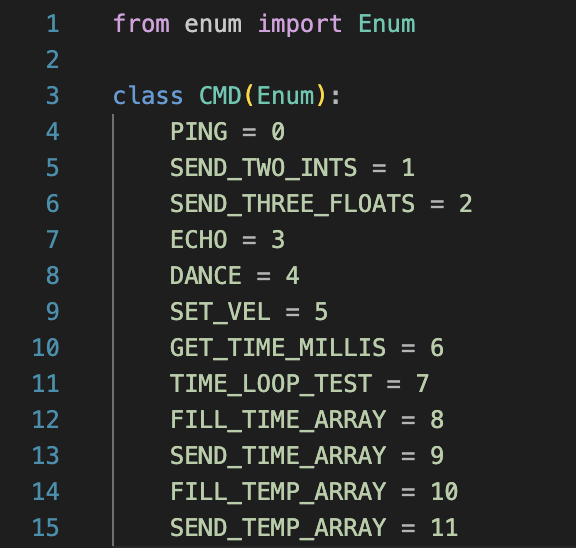 1 from enum import Enum
2
3 class CMD(Enum):
4 PING = 0
5 SEND_TWO_INTS = 1
6 SEND_THREE_FLOATS = 2
7 ECHO = 3
8 DANCE = 4
9 SET_VEL = 5
10 GET_TIME_MILLIS = 6
11 TIME_LOOP_TEST = 7
12 FILL_TIME_ARRAY = 8
13 SEND_TIME_ARRAY = 9
14 FILL_TEMP_ARRAY = 10
15 SEND_TEMP_ARRAY = 11